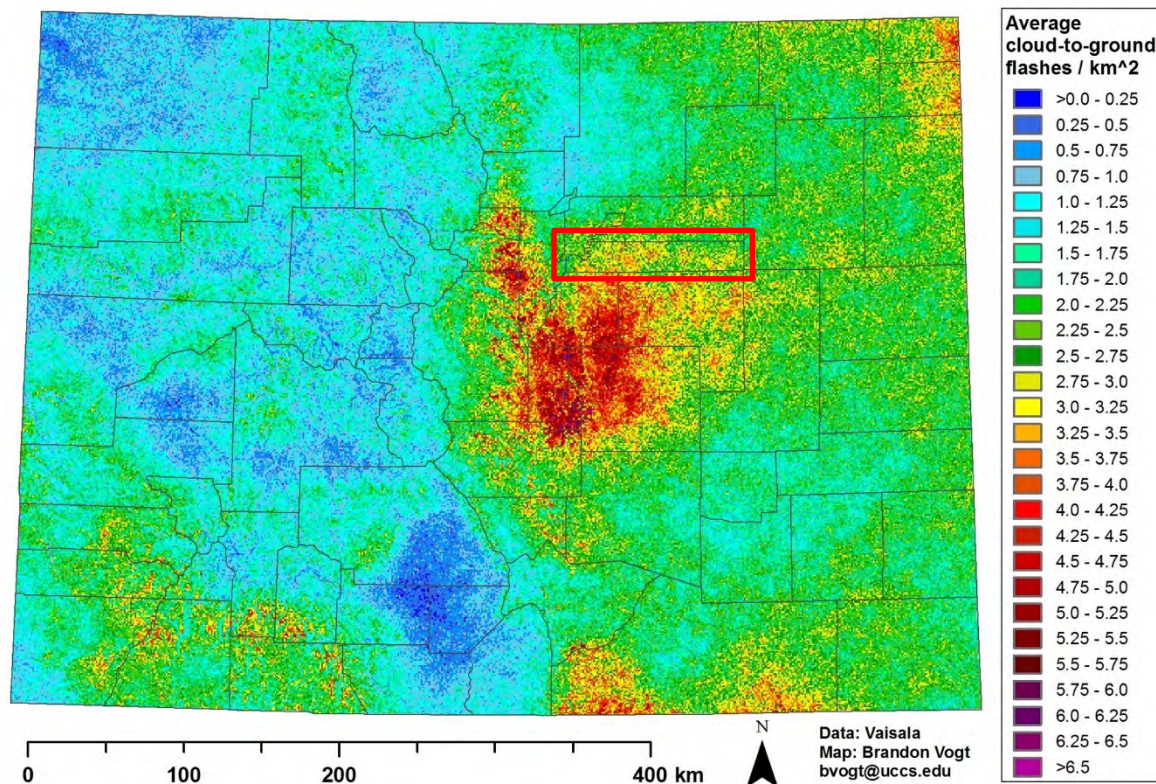 Average
cloud-to-ground
flashes / km^2
>0.0 - 0.25
0.25 - 0.5
0.5 - 0.75
0.75 - 1.0
1.0 - 1.25
1.25 - 1.5
1.5 - 1.75
1.75 - 2.0
2.0 - 2.25
2.25 - 2.5
2.5 - 2.75
2.75 - 3.0
3.0 - 3.25
3.25 - 3.5
3.5 - 3.75
3.75 - 4.0
4.0 - 4.25
4.25 - 4.5
4.5 - 4.75
4.75 - 5.0
5.0 - 5.25
5.25 - 5.5
5.5 - 5.75
5.75 - 6.0
6.0 - 6.25
6.25 - 6.5
>6.5
0 100 200 400 km
N
Data: Vaisala
Map: Brandon Vogt
bvogt@uccs.edu